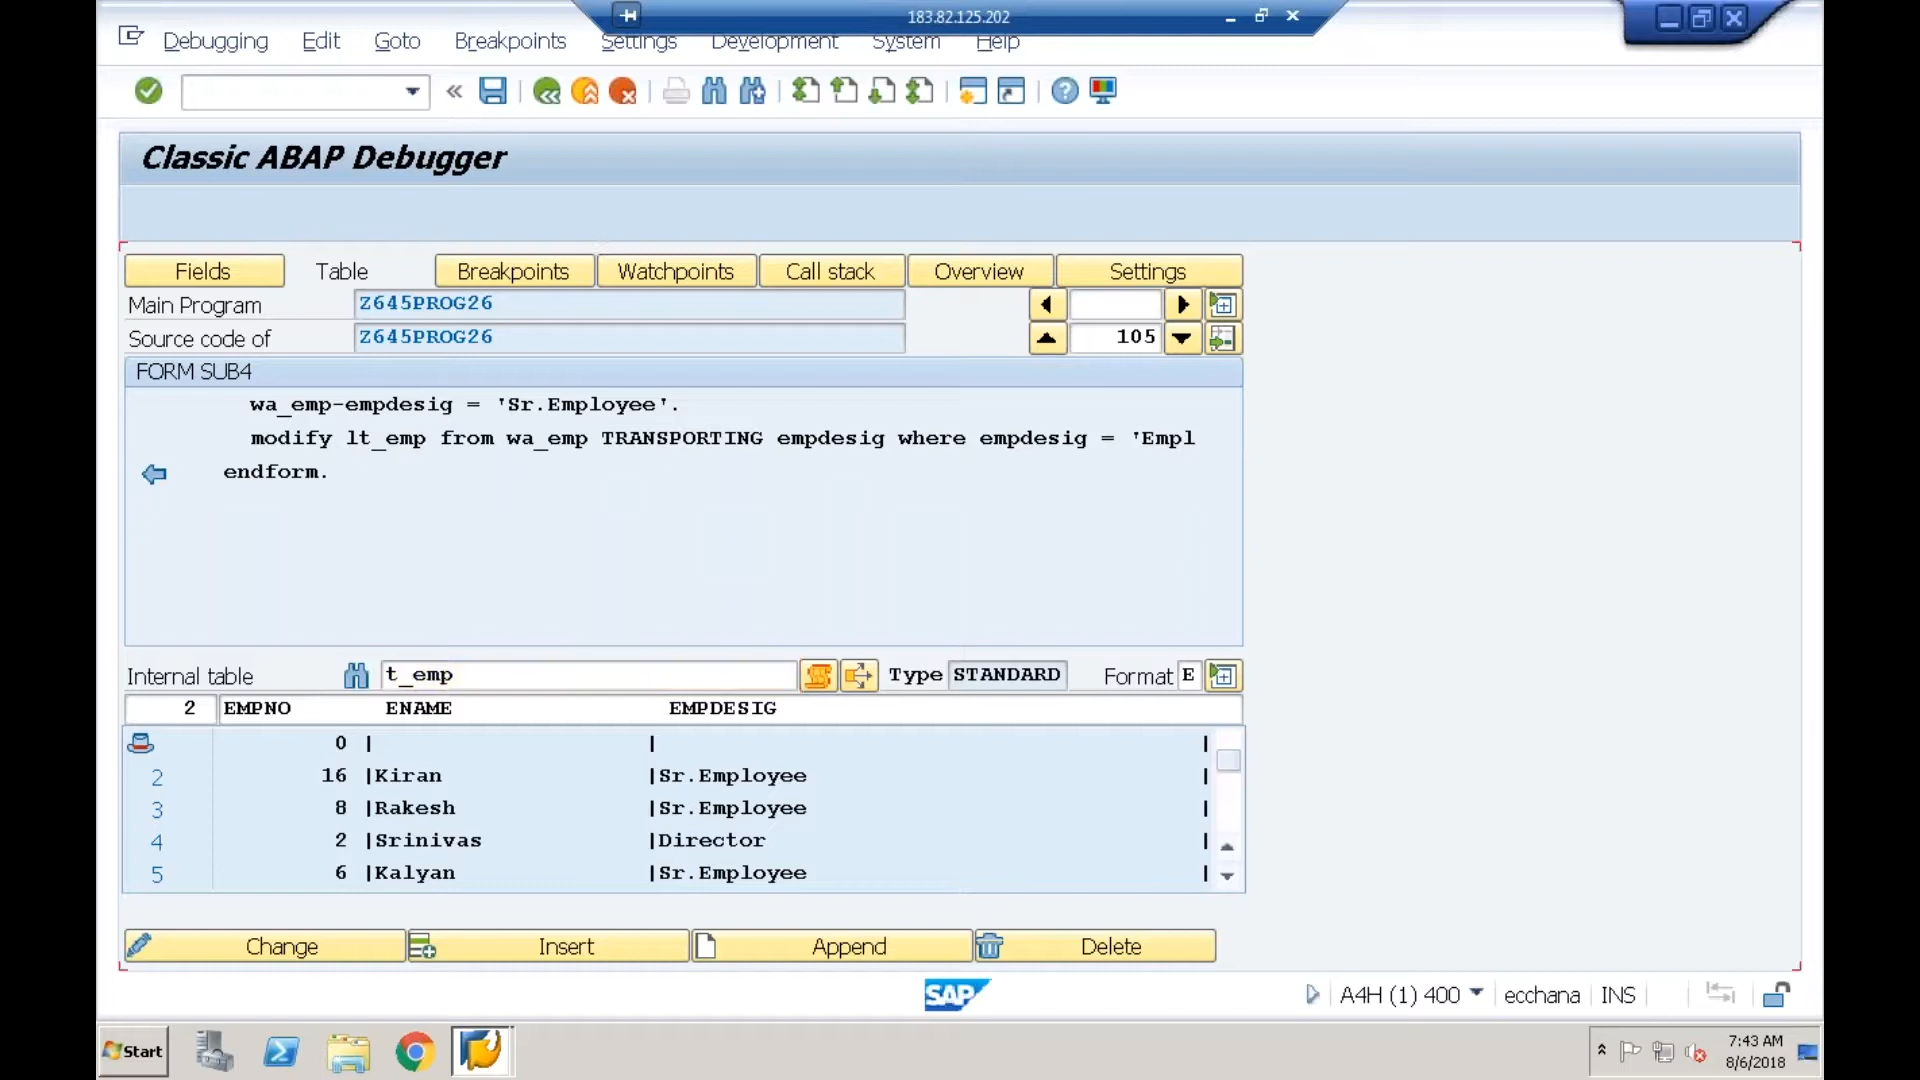 183.82.125.202
Debugging Edit Goto Breakpoints Settings Development System Help
Classic ABAP Debugger
Fields Table Breakpoints Watchpoints Call stack Overview Settings
Main Program Z645PROG26
Source code of Z645PROG26 105
FORM SUB4
wa_emp-empdesig = 'Sr.Employee'.
modify lt_emp from wa_emp TRANSPORTING empdesig where empdesig = 'Empl
endform.
Internal table t_emp Type STANDARD Format E
2 EMPNO ENAME EMPDESIG
0 | | |
2 16 |Kiran |Sr.Employee |
3 8 |Rakesh |Sr.Employee |
4 2 |Srinivas |Director |
5 6 |Kalyan |Sr.Employee |
Change Insert Append Delete
SAP A4H (1) 400 ecchana INS
Start 7:43 AM
8/6/2018